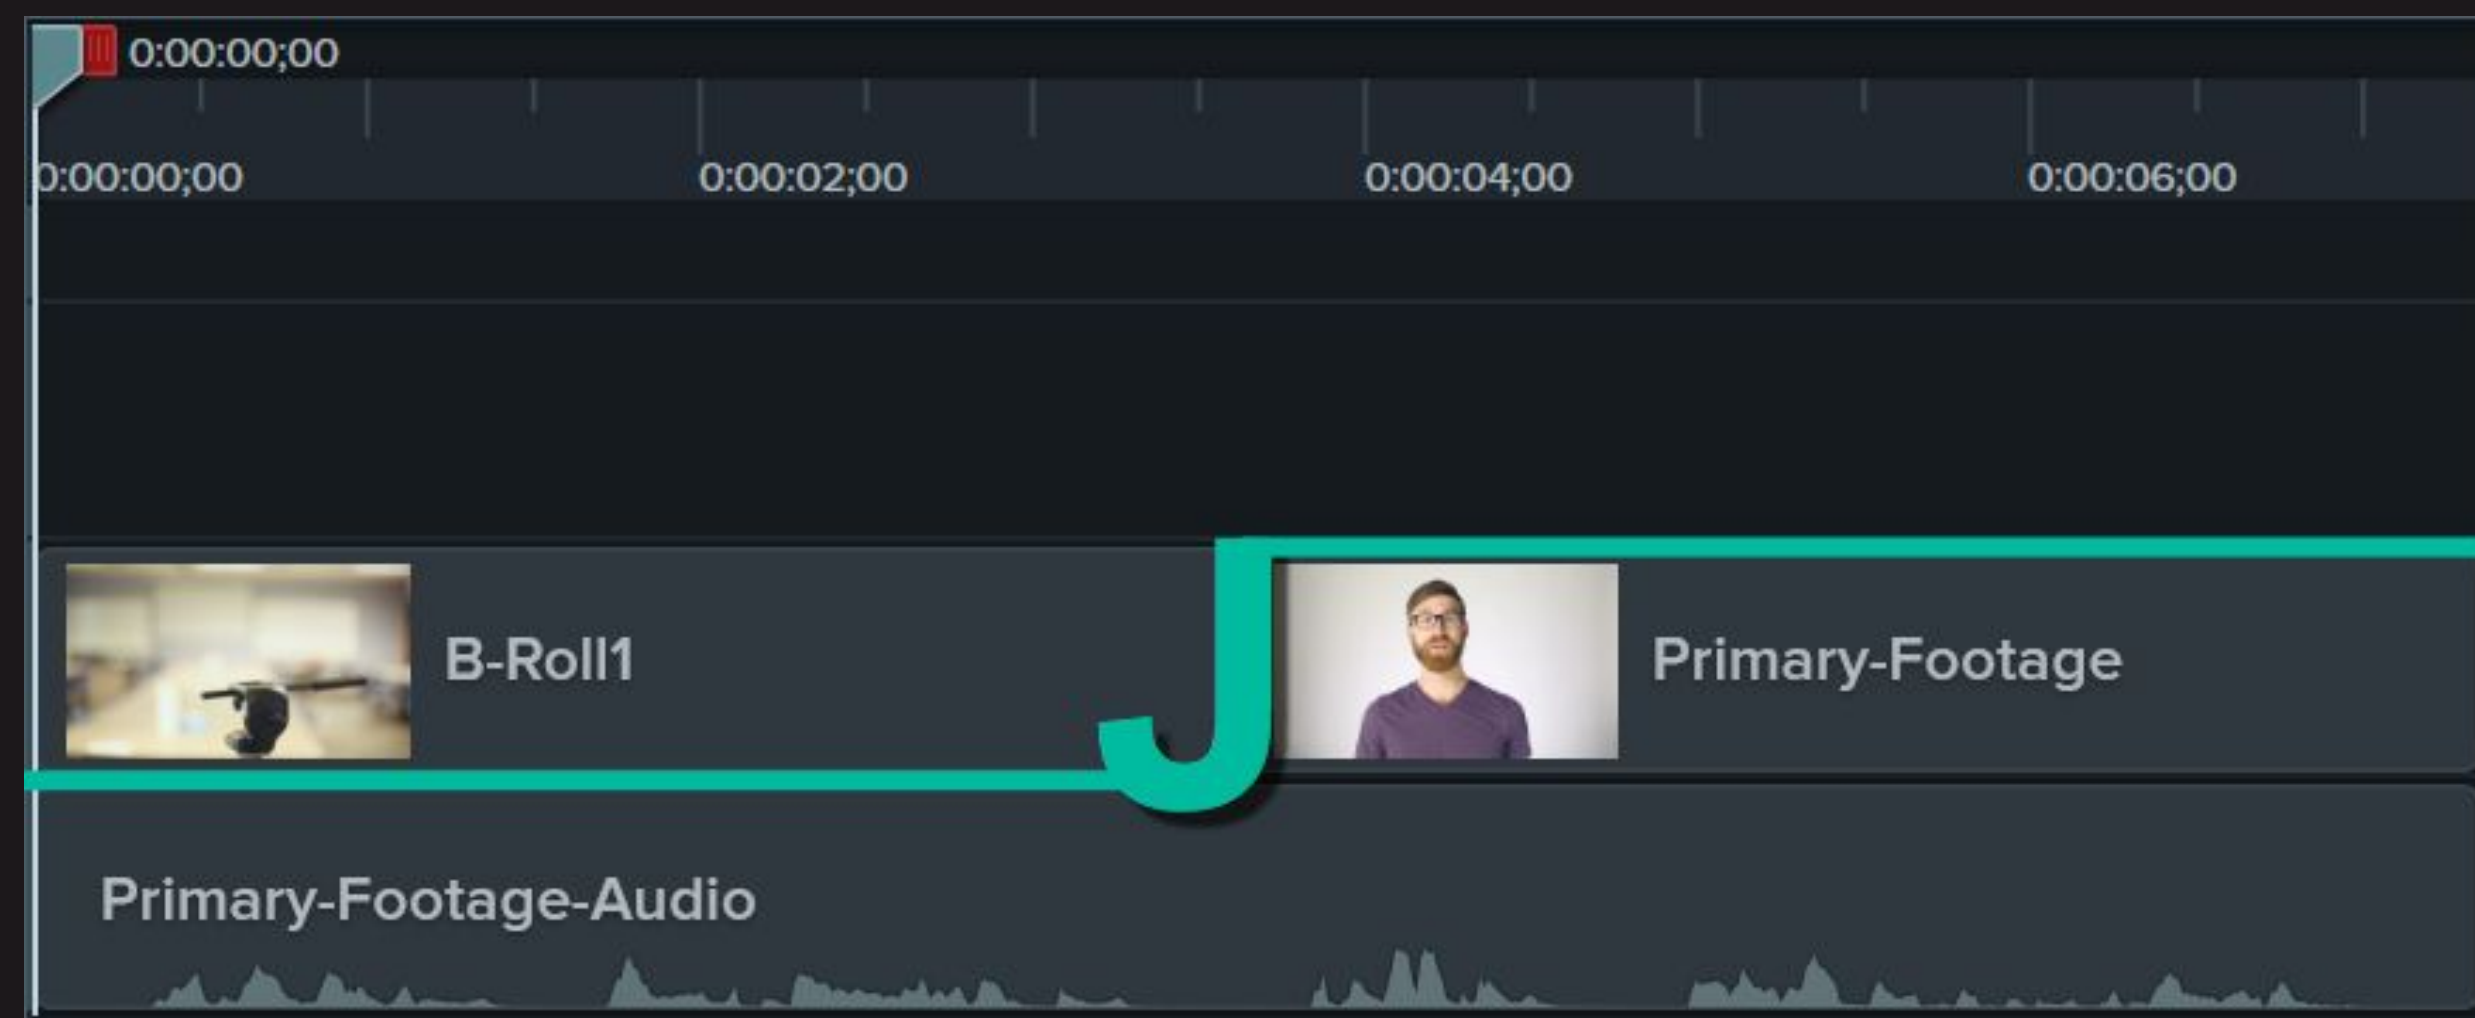 0:00:00;00
0:00:00;00 0:00:02;00 0:00:04;00 0:00:06;00
B-Roll1 J Primary-Footage
Primary-Footage-Audio